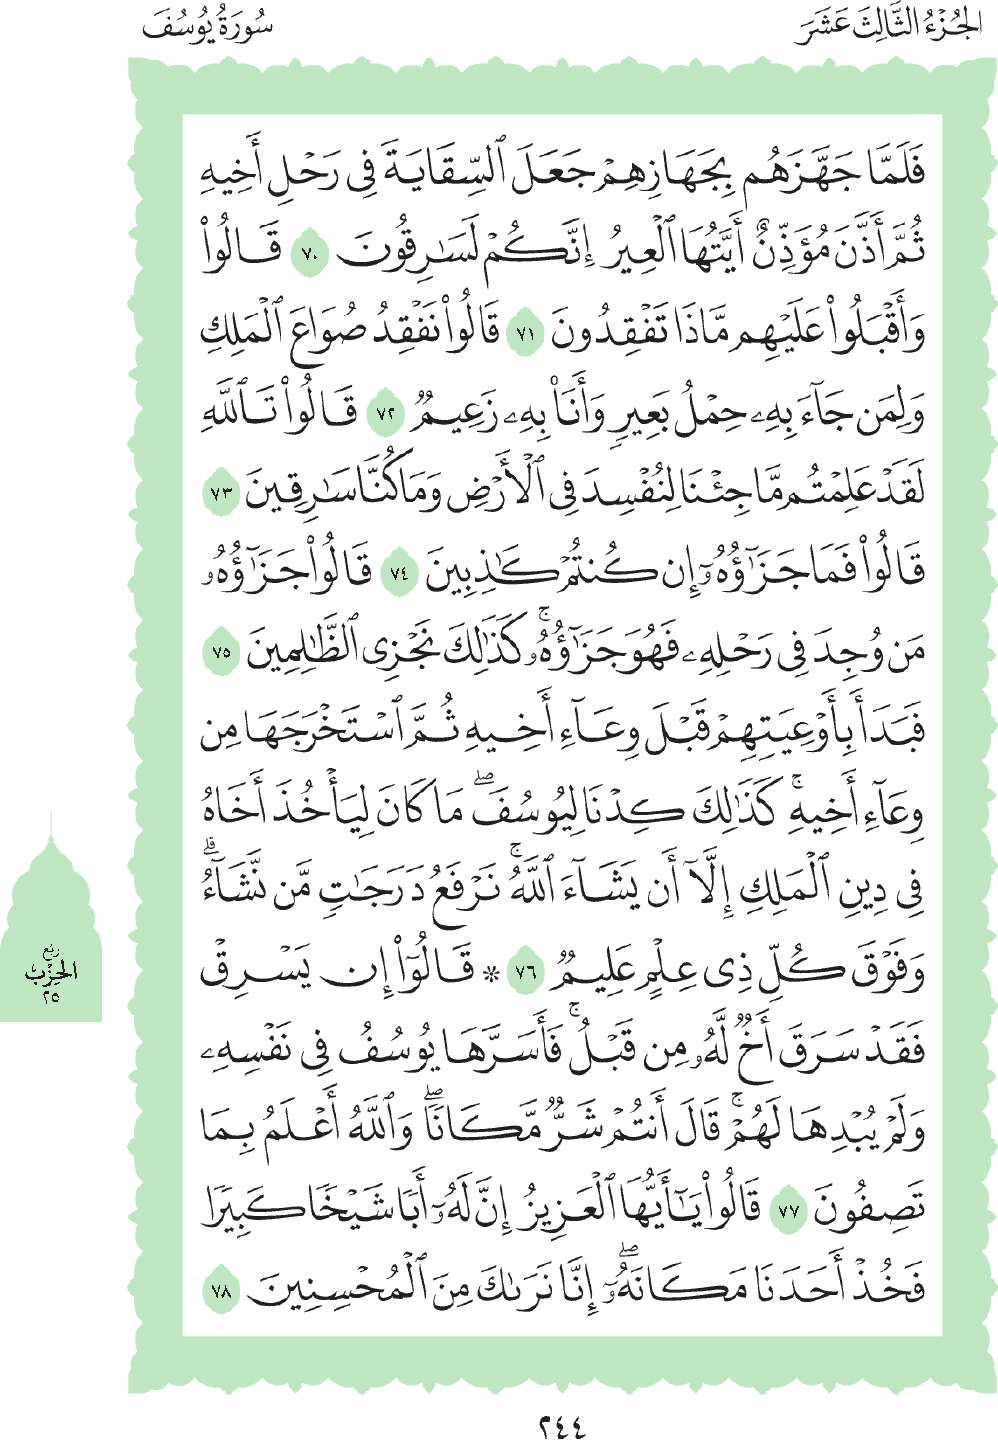 الجُزْءُ الثَّالِثَ عَشَرَ
سُورَةُ يُوسُفَ
فَلَمَّا جَهَّزَهُم بِجَهَازِهِمْ جَعَلَ ٱلسِّقَايَةَ فِى رَحْلِ أَخِيهِ
ثُمَّ أَذَّنَ مُؤَذِّنٌ أَيَّتُهَا ٱلْعِيرُ إِنَّكُمْ لَسَٰرِقُونَ ٧٠ قَالُوا۟
وَأَقْبَلُوا۟ عَلَيْهِم مَّاذَا تَفْقِدُونَ ٧١ قَالُوا۟ نَفْقِدُ صُوَاعَ ٱلْمَلِكِ
وَلِمَن جَآءَ بِهِۦ حِمْلُ بَعِيرٍ وَأَنَا۠ بِهِۦ زَعِيمٌ ٧٢ قَالُوا۟ تَٱللَّهِ
لَقَدْ عَلِمْتُم مَّا جِئْنَا لِنُفْسِدَ فِى ٱلْأَرْضِ وَمَا كُنَّا سَٰرِقِينَ ٧٣
قَالُوا۟ فَمَا جَزَٰٓؤُهُۥٓ إِن كُنتُمْ كَٰذِبِينَ ٧٤ قَالُوا۟ جَزَٰٓؤُهُۥ
مَن وُجِدَ فِى رَحْلِهِۦ فَهُوَ جَزَٰٓؤُهُۥ ۚ كَذَٰلِكَ نَجْزِى ٱلظَّٰلِمِينَ ٧٥
فَبَدَأَ بِأَوْعِيَتِهِمْ قَبْلَ وِعَآءِ أَخِيهِ ثُمَّ ٱسْتَخْرَجَهَا مِن
وِعَآءِ أَخِيهِ ۚ كَذَٰلِكَ كِدْنَا لِيُوسُفَ ۖ مَا كَانَ لِيَأْخُذَ أَخَاهُ
فِى دِينِ ٱلْمَلِكِ إِلَّآ أَن يَشَآءَ ٱللَّهُ ۚ نَرْفَعُ دَرَجَٰتٍ مَّن نَّشَآءُ ۗ
وَفَوْقَ كُلِّ ذِى عِلْمٍ عَلِيمٌ ٧٦ * قَالُوٓا۟ إِن يَسْرِقْ
فَقَدْ سَرَقَ أَخٌ لَّهُۥ مِن قَبْلُ ۚ فَأَسَرَّهَا يُوسُفُ فِى نَفْسِهِۦ
وَلَمْ يُبْدِهَا لَهُمْ ۚ قَالَ أَنتُمْ شَرٌّ مَّكَانًا ۖ وَٱللَّهُ أَعْلَمُ بِمَا
تَصِفُونَ ٧٧ قَالُوا۟ يَٰٓأَيُّهَا ٱلْعَزِيزُ إِنَّ لَهُۥٓ أَبًا شَيْخًا كَبِيرًا
فَخُذْ أَحَدَنَا مَكَانَهُۥٓ ۖ إِنَّا نَرَىٰكَ مِنَ ٱلْمُحْسِنِينَ ٧٨
رُبْعُ
الحِزْبِ
٢٥
٢٤٤